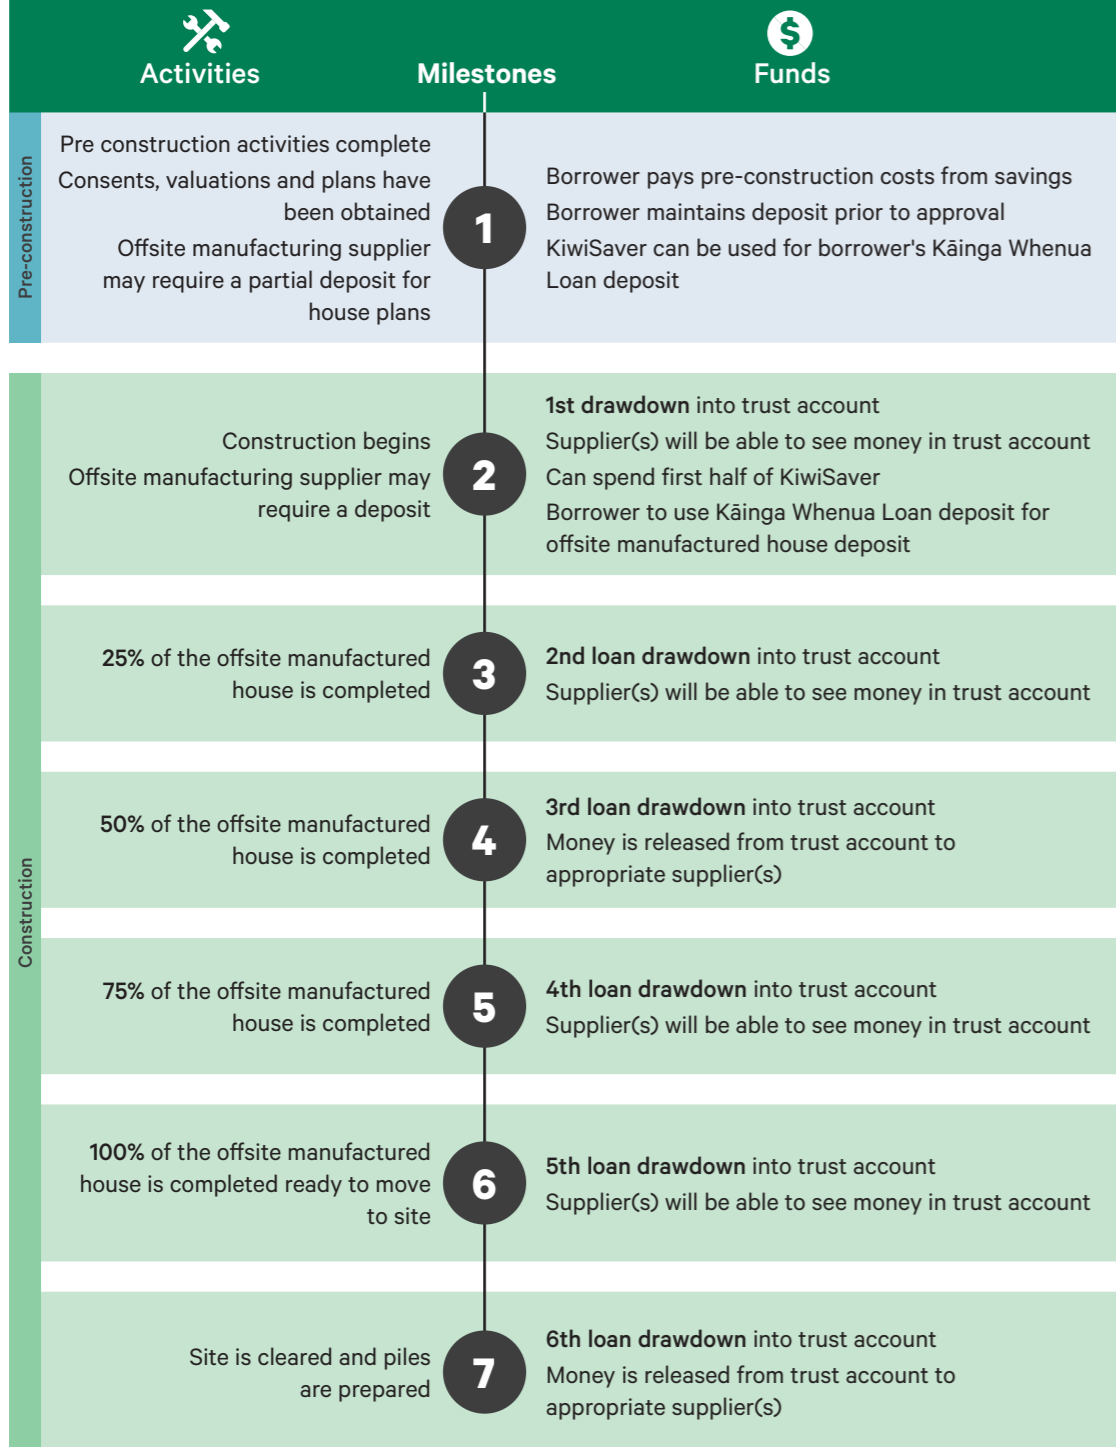 Activities
Milestones
Funds
Pre-construction
Pre construction activities complete
Consents, valuations and plans have
been obtained
Offsite manufacturing supplier
may require a partial deposit for
house plans
1
Borrower pays pre-construction costs from savings
Borrower maintains deposit prior to approval
KiwiSaver can be used for borrower's Kāinga Whenua
Loan deposit
Construction
Construction begins
Offsite manufacturing supplier may
require a deposit
2
1st drawdown into trust account
Supplier(s) will be able to see money in trust account
Can spend first half of KiwiSaver
Borrower to use Kāinga Whenua Loan deposit for
offsite manufactured house deposit
25% of the offsite manufactured
house is completed
3
2nd loan drawdown into trust account
Supplier(s) will be able to see money in trust account
50% of the offsite manufactured
house is completed
4
3rd loan drawdown into trust account
Money is released from trust account to
appropriate supplier(s)
75% of the offsite manufactured
house is completed
5
4th loan drawdown into trust account
Supplier(s) will be able to see money in trust account
100% of the offsite manufactured
house is completed ready to move
to site
6
5th loan drawdown into trust account
Supplier(s) will be able to see money in trust account
Site is cleared and piles
are prepared
7
6th loan drawdown into trust account
Money is released from trust account to
appropriate supplier(s)